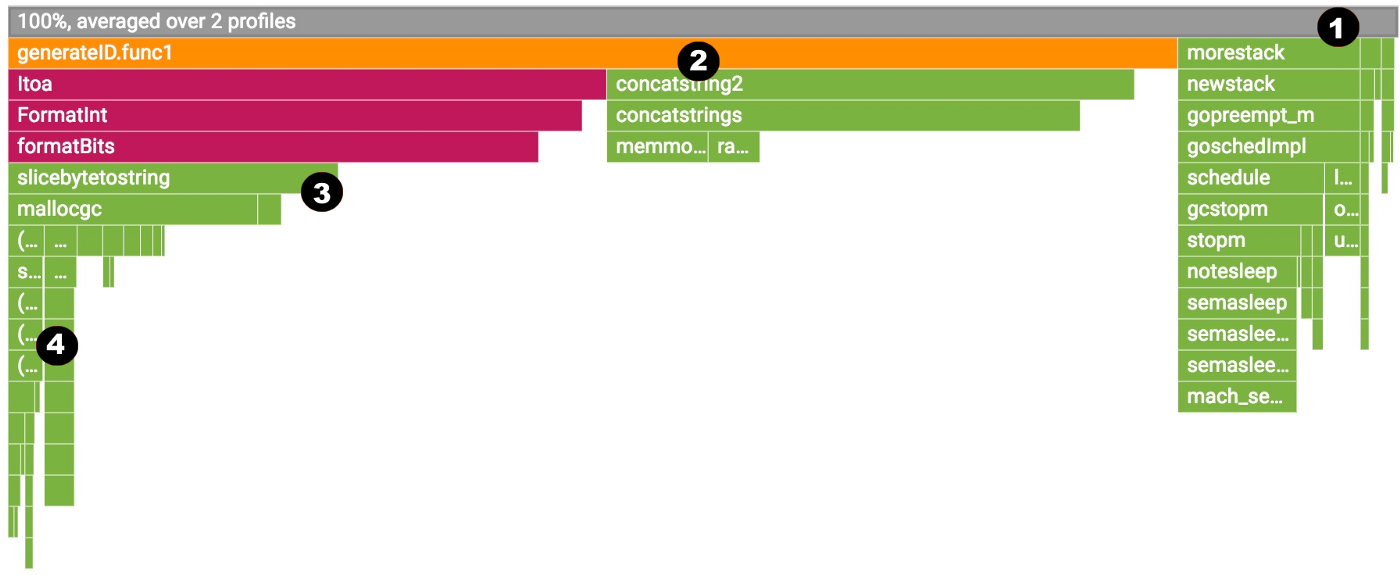 100%, averaged over 2 profiles
1
generateID.func1
2
morestack
Itoa
concatstring2
newstack
FormatInt
concatstrings
gopreempt_m
formatBits
memmo...
ra...
goschedImpl
slicebytetostring
3
schedule
l...
mallocgc
gcstopm
o...
(...
...
stopm
u...
s...
...
notesleep
(...
semasleep
(...
4
semaslee...
(...
semaslee...
mach_se...